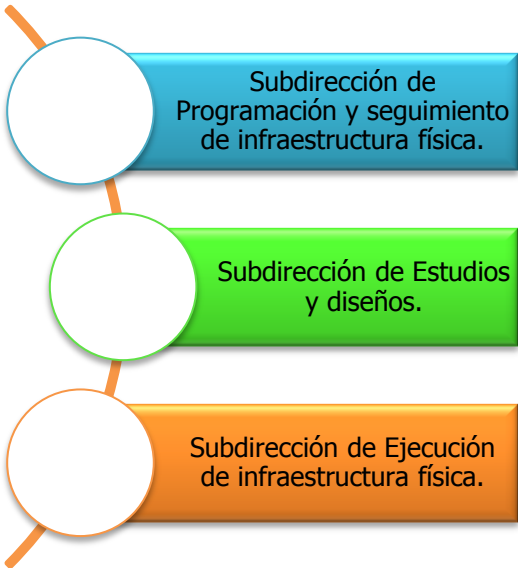 Subdirección de
Programación y seguimiento
de infraestructura física.
Subdirección de Estudios
y diseños.
Subdirección de Ejecución
de infraestructura física.